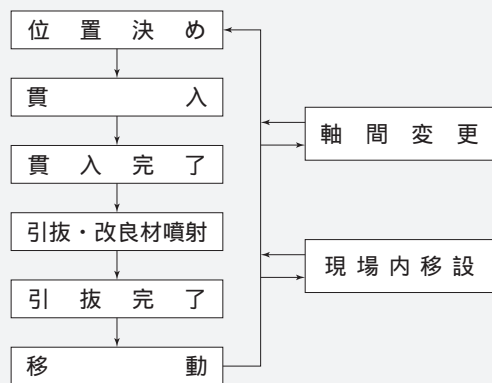 位置決め
貫入
貫入完了
引抜・改良材噴射
引抜完了
移動
軸間変更
現場内移設